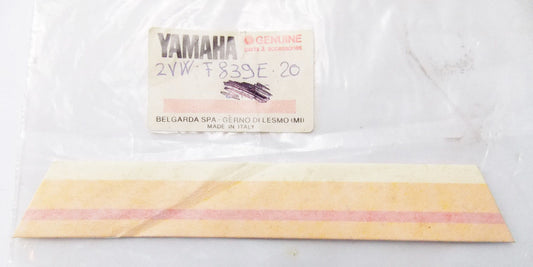 YAMAHA
GENUINE
parts & accessories
2VW-F839E-20
BELGARDA SPA - GERNO DI LESMO (MI)
MADE IN ITALY